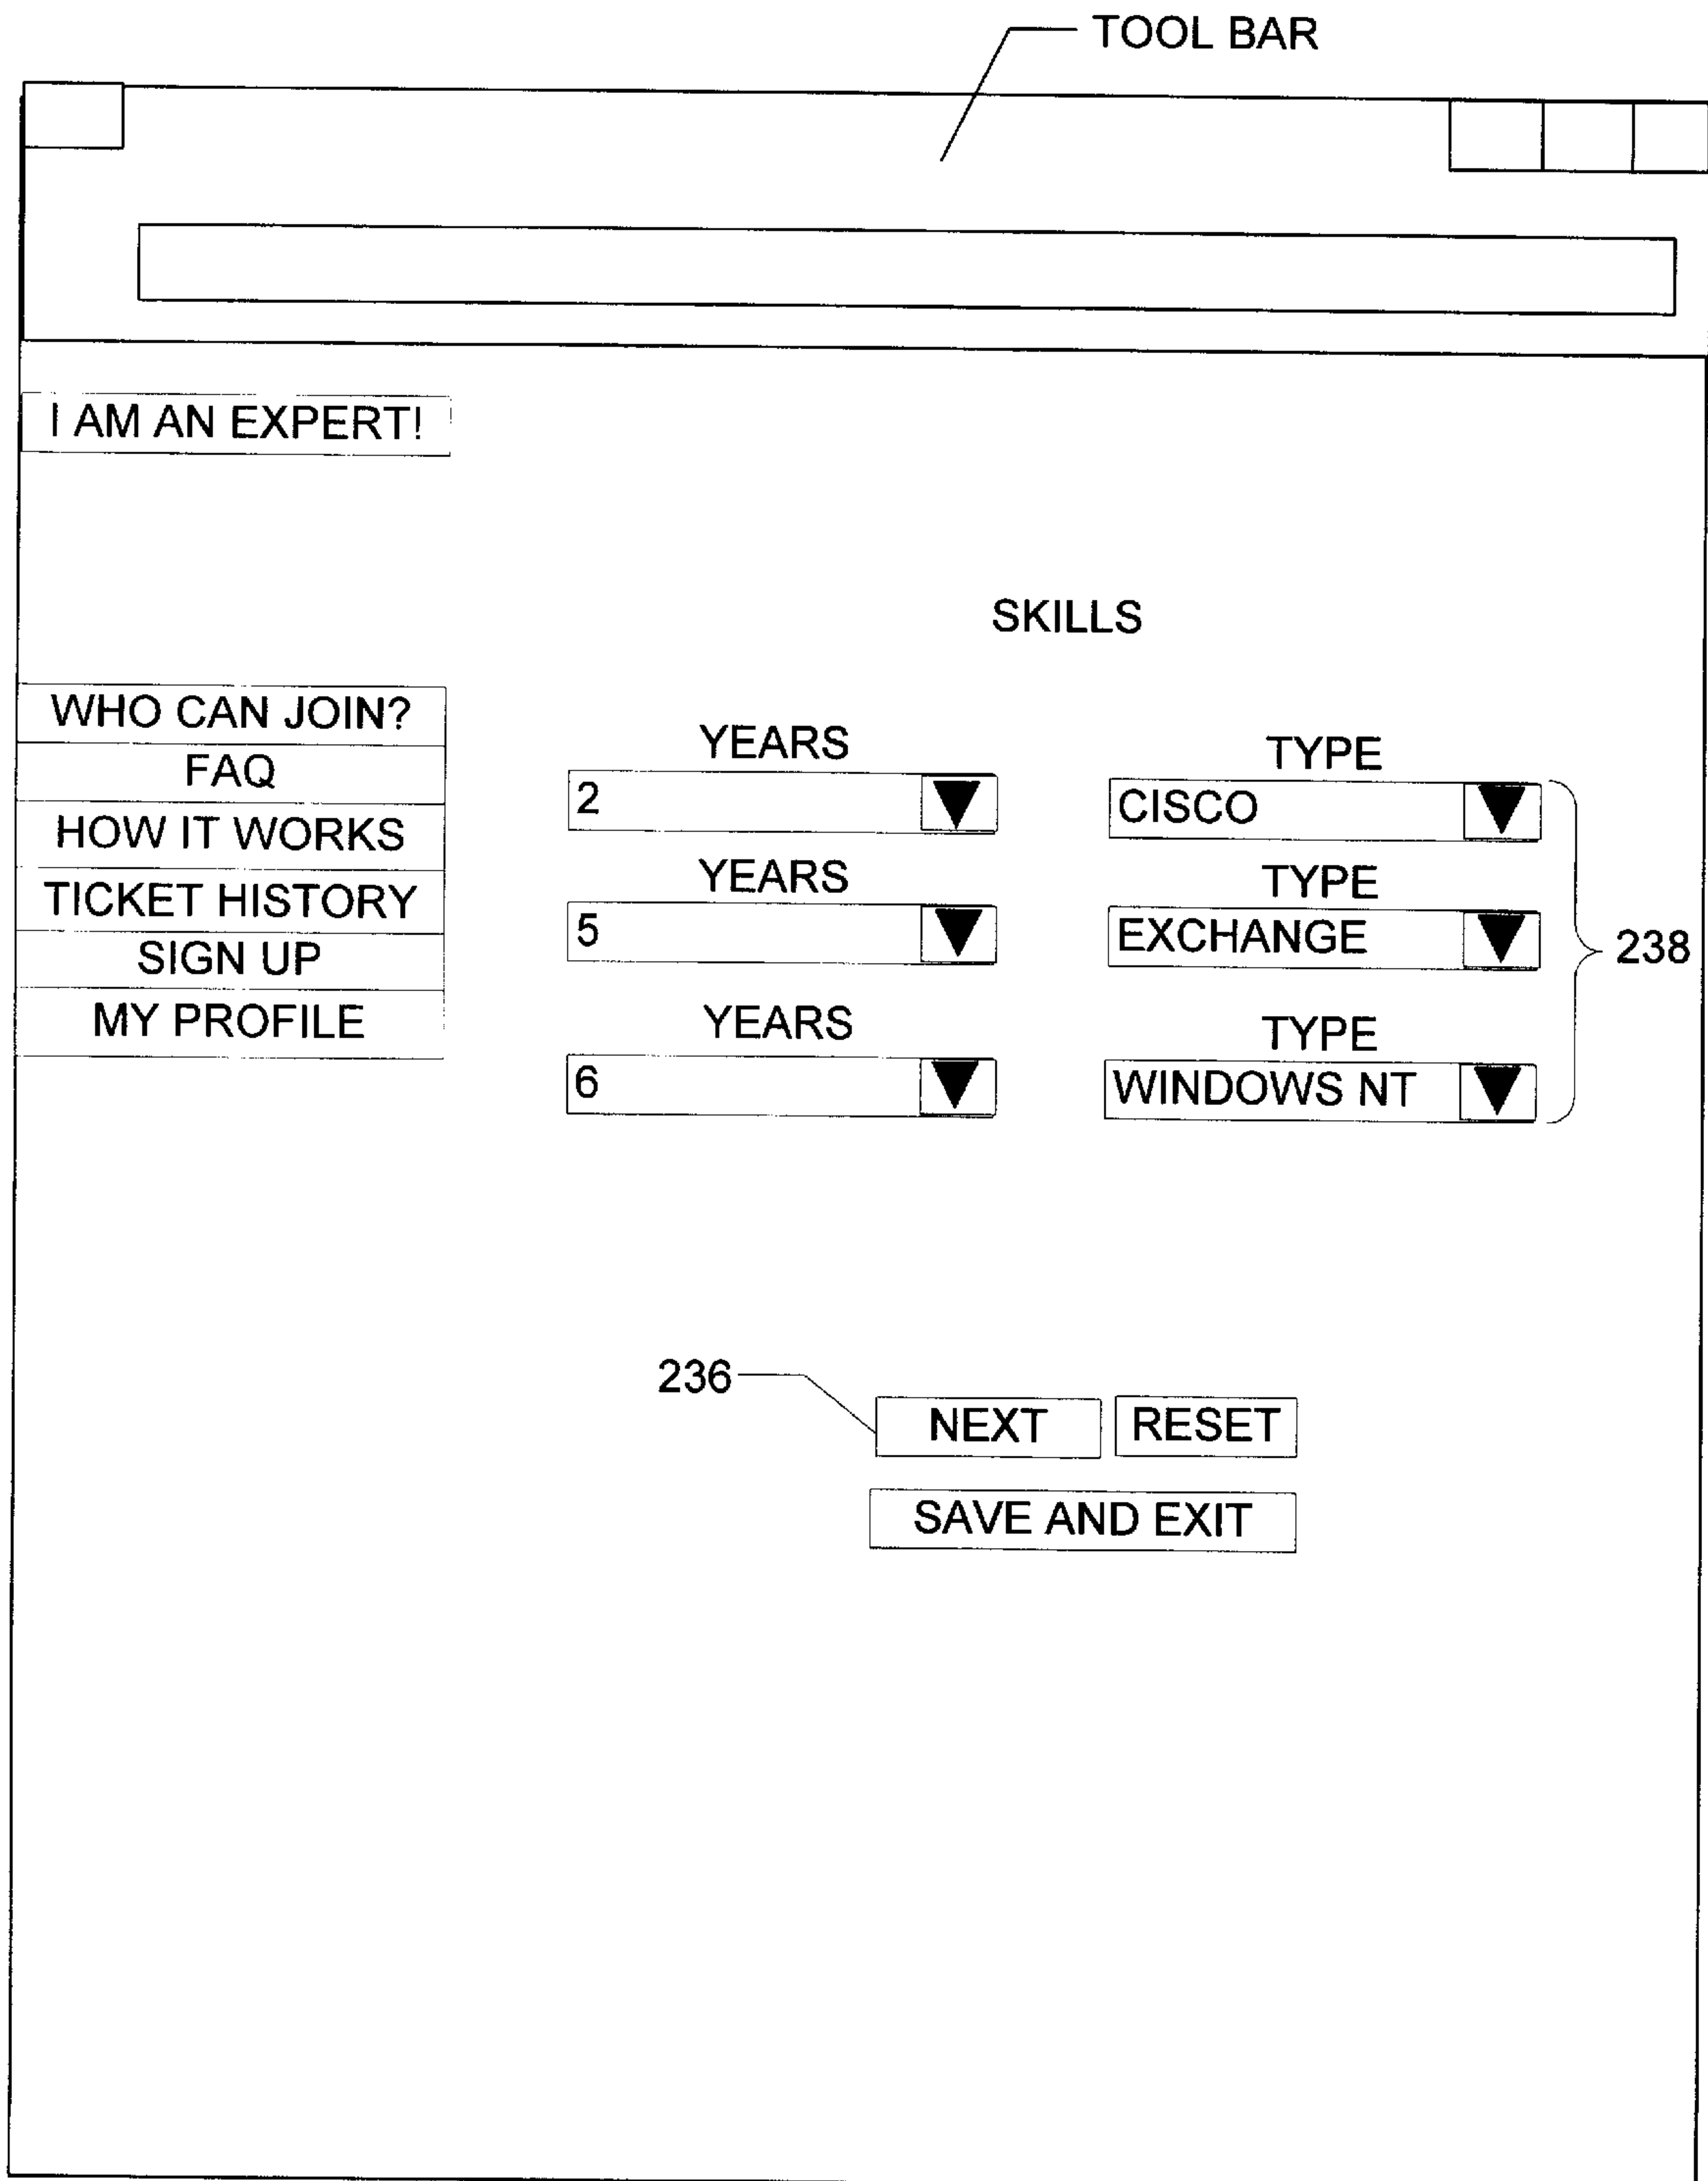 TOOL BAR
I AM AN EXPERT!
SKILLS
WHO CAN JOIN?
FAQ
HOW IT WORKS
TICKET HISTORY
SIGN UP
MY PROFILE
YEARS
TYPE
2
CISCO
YEARS
TYPE
5
EXCHANGE
238
YEARS
TYPE
6
WINDOWS NT
236
NEXT
RESET
SAVE AND EXIT